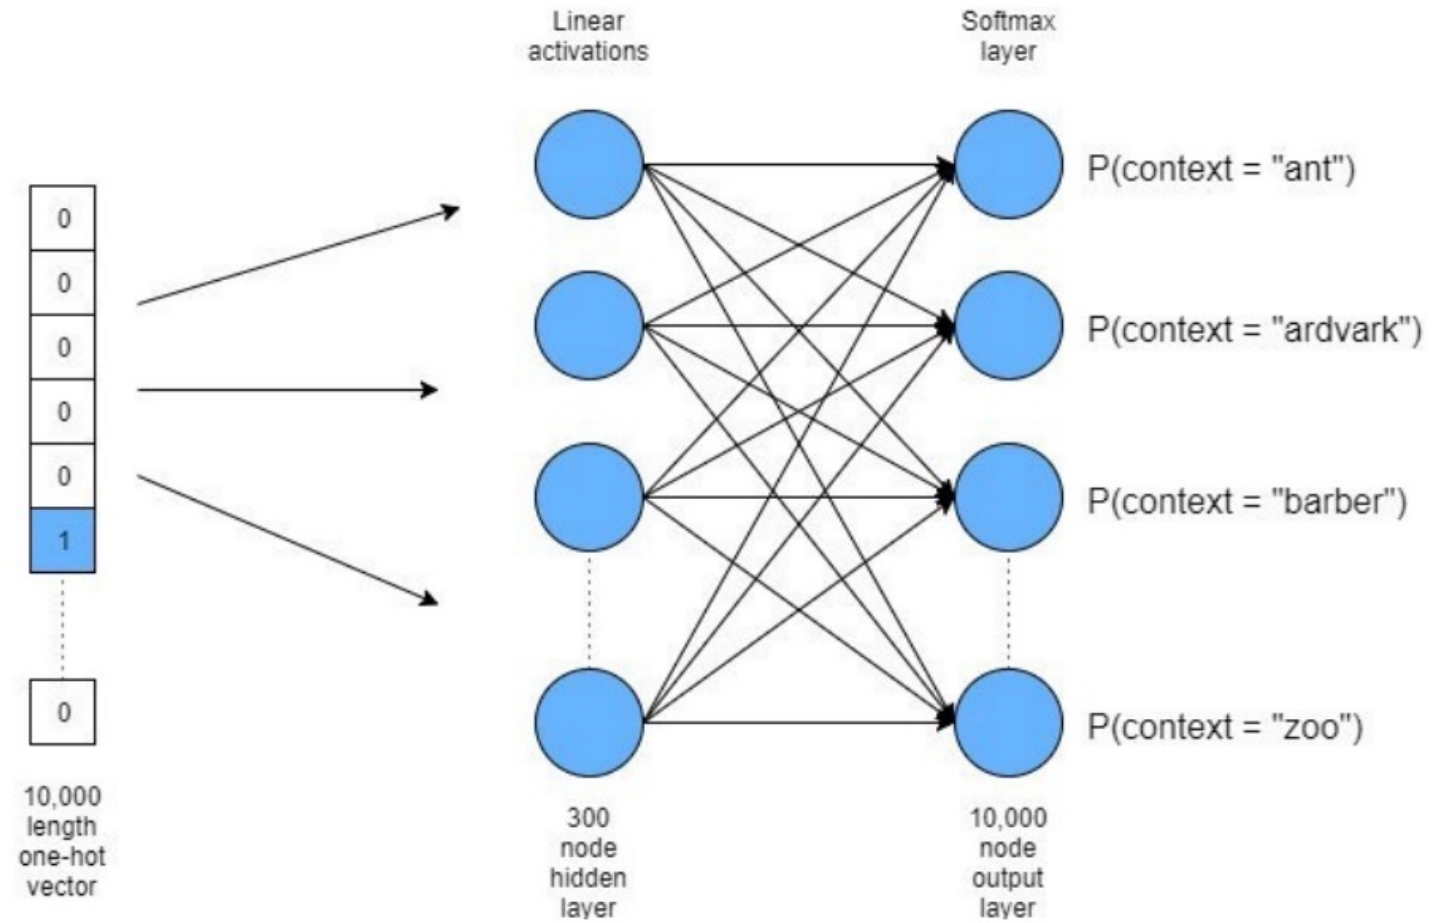 Linear
activations
Softmax
layer
0
0
0
0
0
1
0
10,000
length
one-hot
vector
300
node
hidden
layer
10,000
node
output
layer
P(context = "ant")
P(context = "ardvark")
P(context = "barber")
P(context = "zoo")